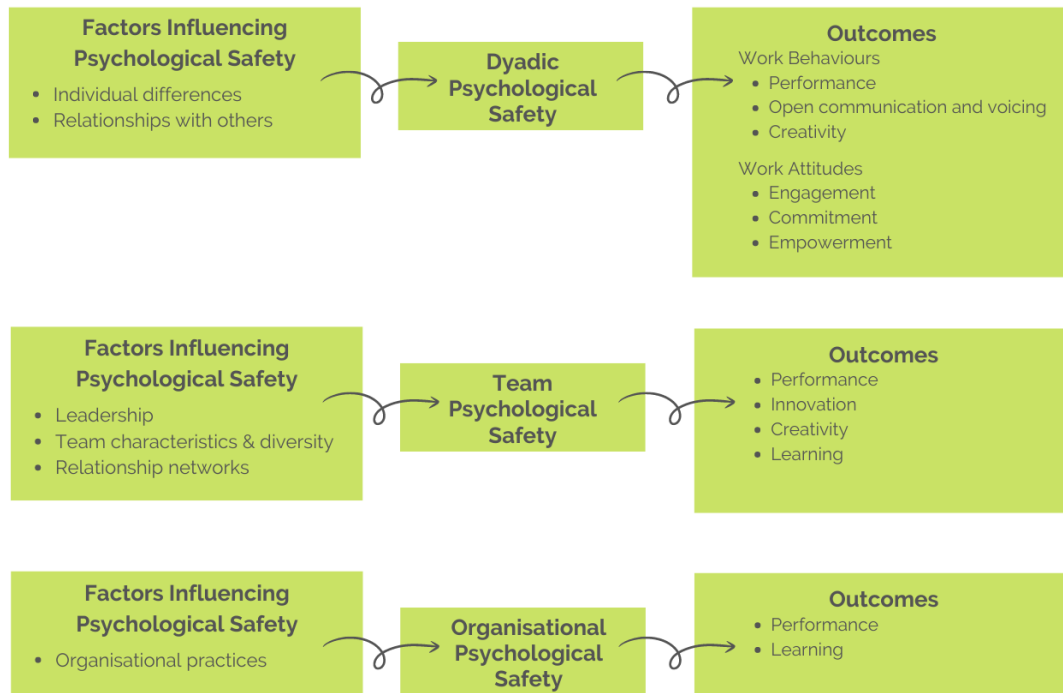 Factors Influencing
Psychological Safety
• Individual differences
• Relationships with others
Dyadic
Psychological
Safety
Outcomes
Work Behaviours
• Performance
• Open communication and voicing
• Creativity
Work Attitudes
• Engagement
• Commitment
• Empowerment
Factors Influencing
Psychological Safety
• Leadership
• Team characteristics & diversity
• Relationship networks
Team
Psychological
Safety
Outcomes
• Performance
• Innovation
• Creativity
• Learning
Factors Influencing
Psychological Safety
• Organisational practices
Organisational
Psychological
Safety
Outcomes
• Performance
• Learning